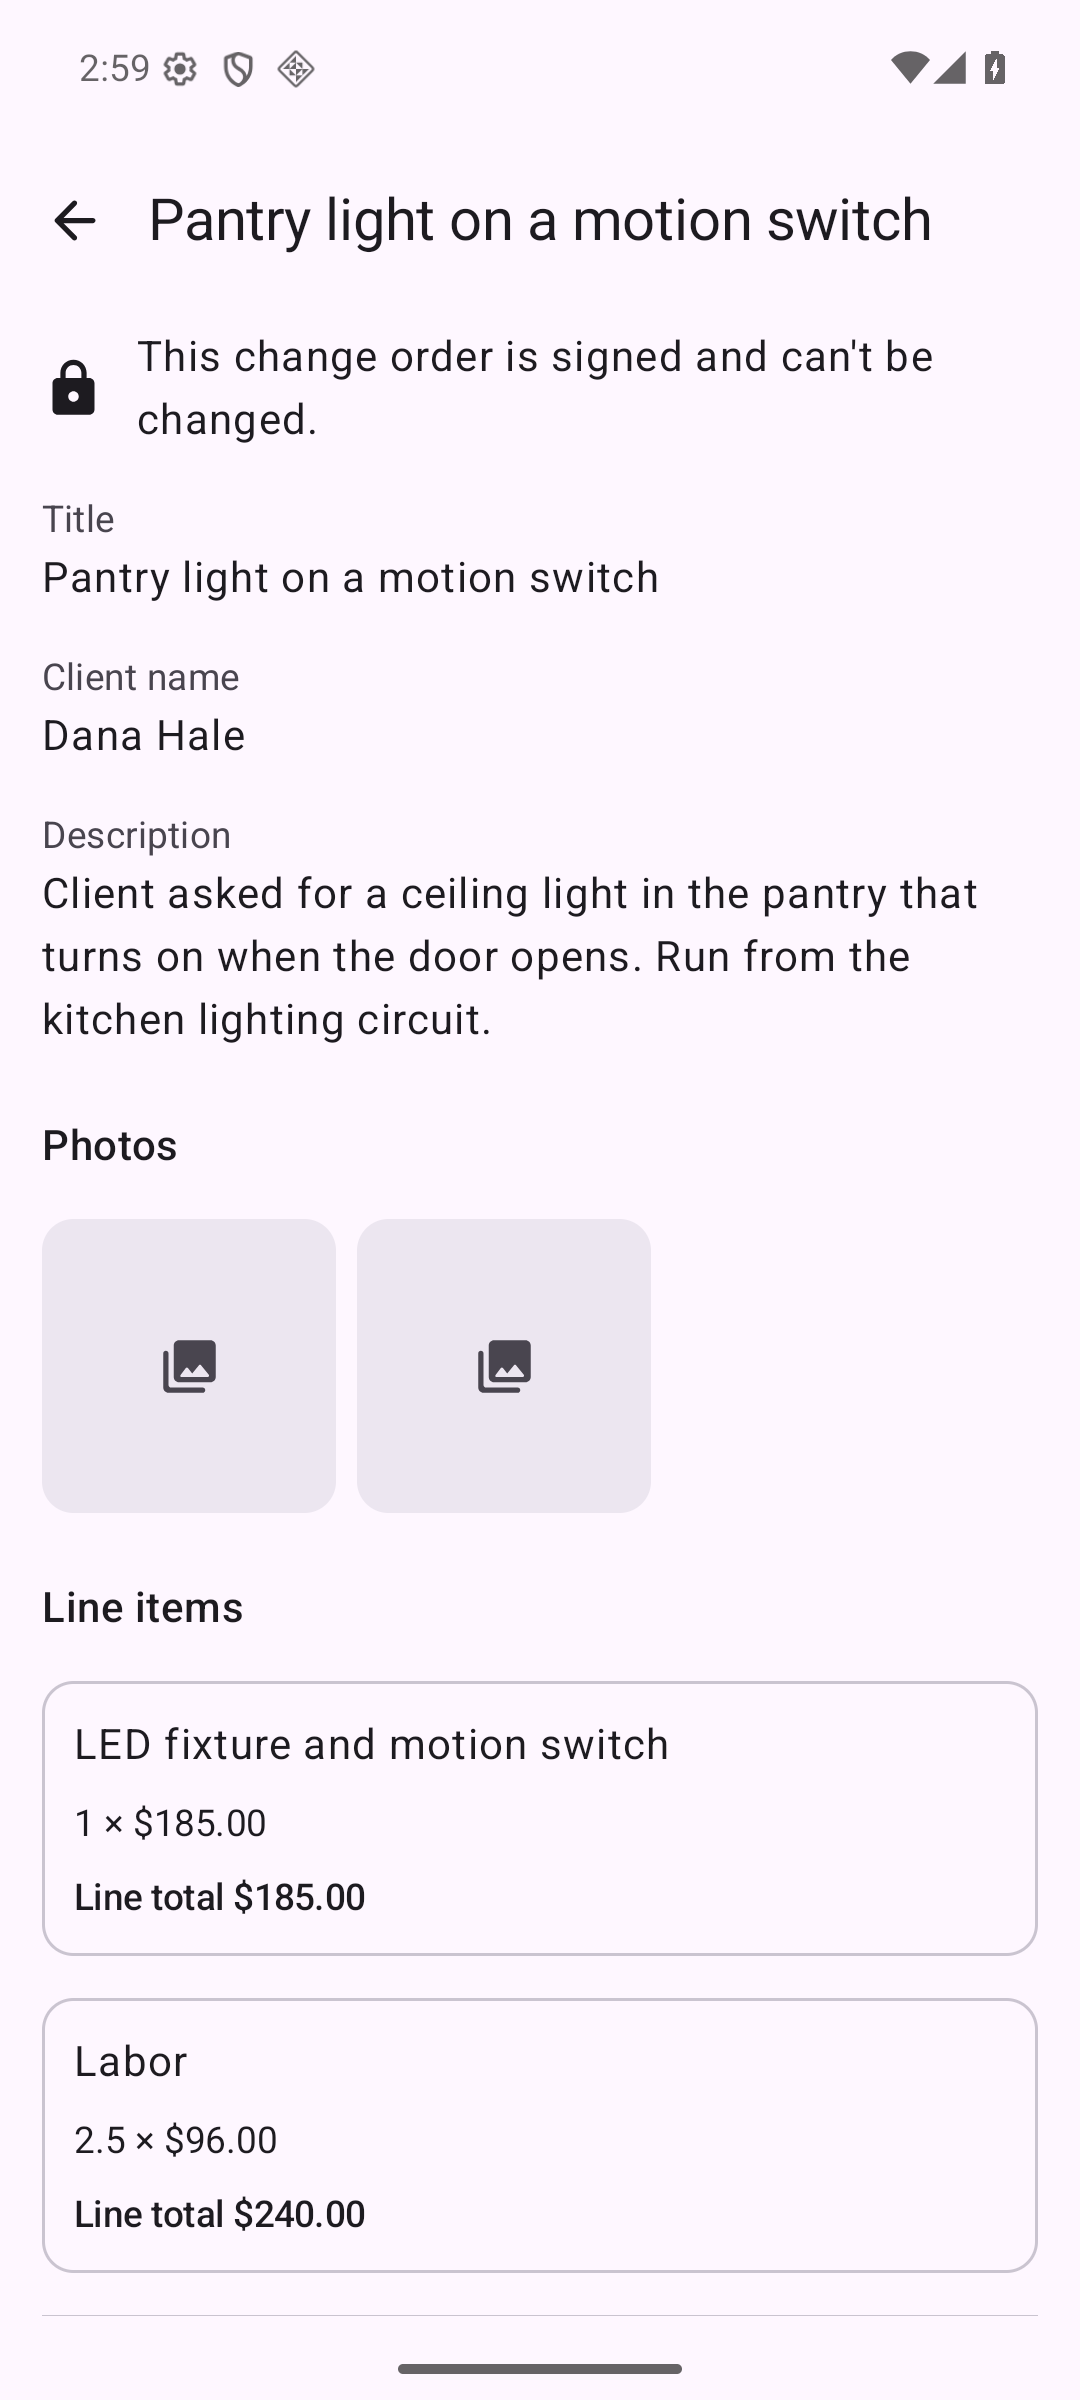 2:59
Pantry light on a motion switch
This change order is signed and can't be
changed.
Title
Pantry light on a motion switch
Client name
Dana Hale
Description
Client asked for a ceiling light in the pantry that
turns on when the door opens. Run from the
kitchen lighting circuit.
Photos
Line items
LED fixture and motion switch
1 × $185.00
Line total $185.00
Labor
2.5 × $96.00
Line total $240.00